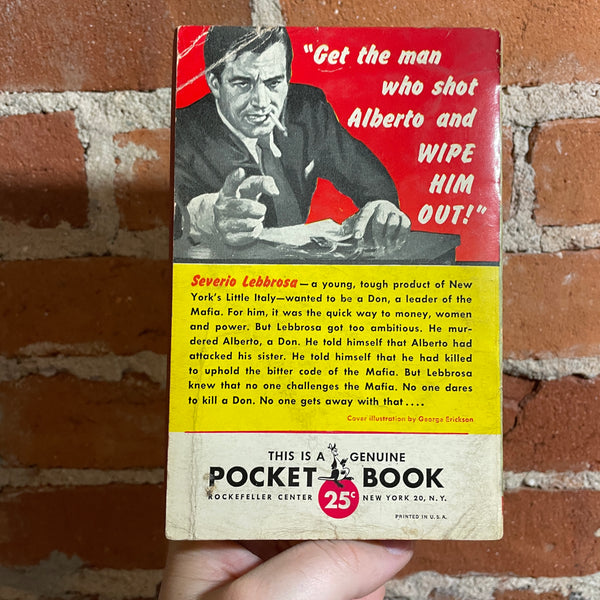 "Get the man
who shot
Alberto and
WIPE
HIM
OUT!"
Severio Lebbrosa — a young, tough product of New
York's Little Italy—wanted to be a Don, a leader of the
Mafia. For him, it was the quick way to money, women
and power. But Lebbrosa got too ambitious. He mur-
dered Alberto, a Don. He told himself that Alberto had
attacked his sister. He told himself that he had killed
to uphold the bitter code of the Mafia. But Lebbrosa
knew that no one challenges the Mafia. No one dares
to kill a Don. No one gets away with that....
Cover illustration by George Erickson
THIS IS A GENUINE
POCKET BOOK
ROCKEFELLER CENTER 25¢ NEW YORK 20, N.Y.
PRINTED IN U.S.A.